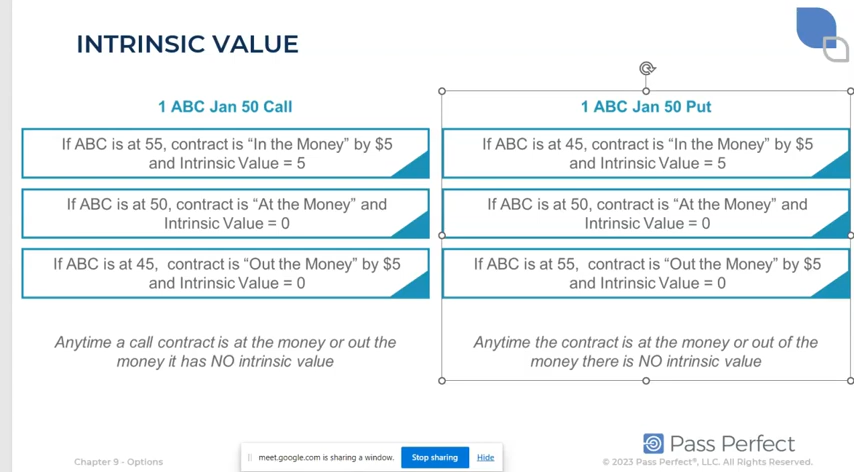 INTRINSIC VALUE
1 ABC Jan 50 Call
If ABC is at 55, contract is “In the Money” by $5
and Intrinsic Value = 5
If ABC is at 50, contract is “At the Money” and
Intrinsic Value = 0
If ABC is at 45, contract is “Out the Money” by $5
and Intrinsic Value = 0
Anytime a call contract is at the money or out the
money it has NO intrinsic value
1 ABC Jan 50 Put
If ABC is at 45, contract is “In the Money” by $5
and Intrinsic Value = 5
If ABC is at 50, contract is “At the Money” and
Intrinsic Value = 0
If ABC is at 55, contract is “Out the Money” by $5
and Intrinsic Value = 0
Anytime the contract is at the money or out of the
money there is NO intrinsic value
Pass Perfect
Chapter 9 - Options
meet.google.com is sharing a window.
Stop sharing
Hide
© 2023 Pass Perfect®, LLC. All Rights Reserved.